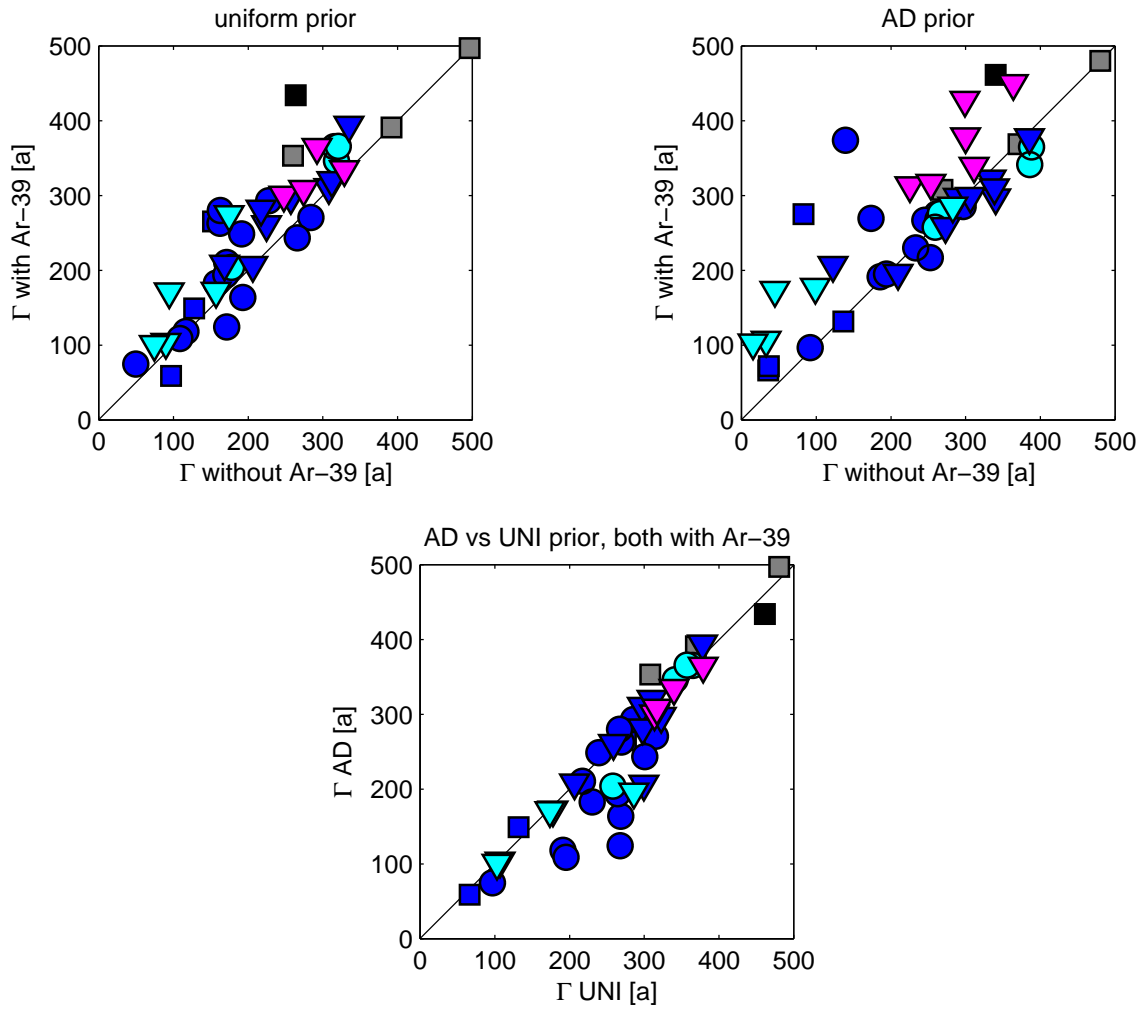 uniform prior
500
400
300
200
100
0
Γ with Ar−39 [a]
0 100 200 300 400 500
Γ without Ar−39 [a]
AD prior
500
400
300
200
100
0
Γ with Ar−39 [a]
0 100 200 300 400 500
Γ without Ar−39 [a]
AD vs UNI prior, both with Ar−39
500
400
300
200
100
0
Γ AD [a]
0 100 200 300 400 500
Γ UNI [a]